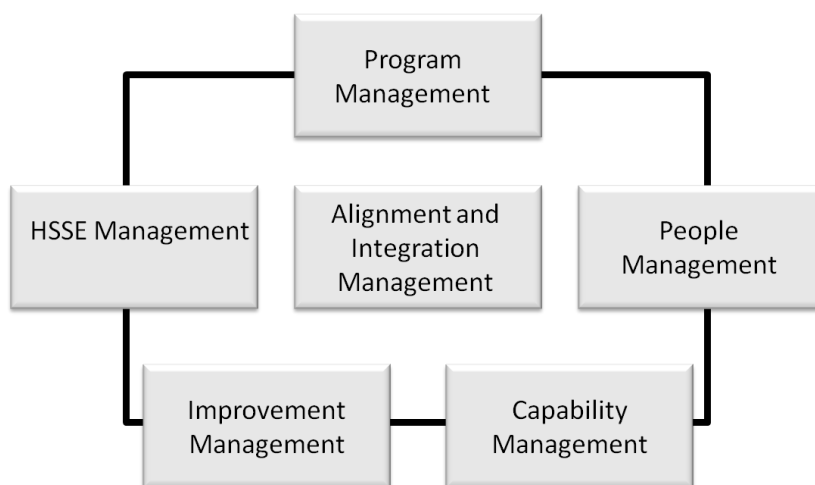 Program
Management
HSSE Management
Alignment and
Integration
Management
People
Management
Improvement
Management
Capability
Management